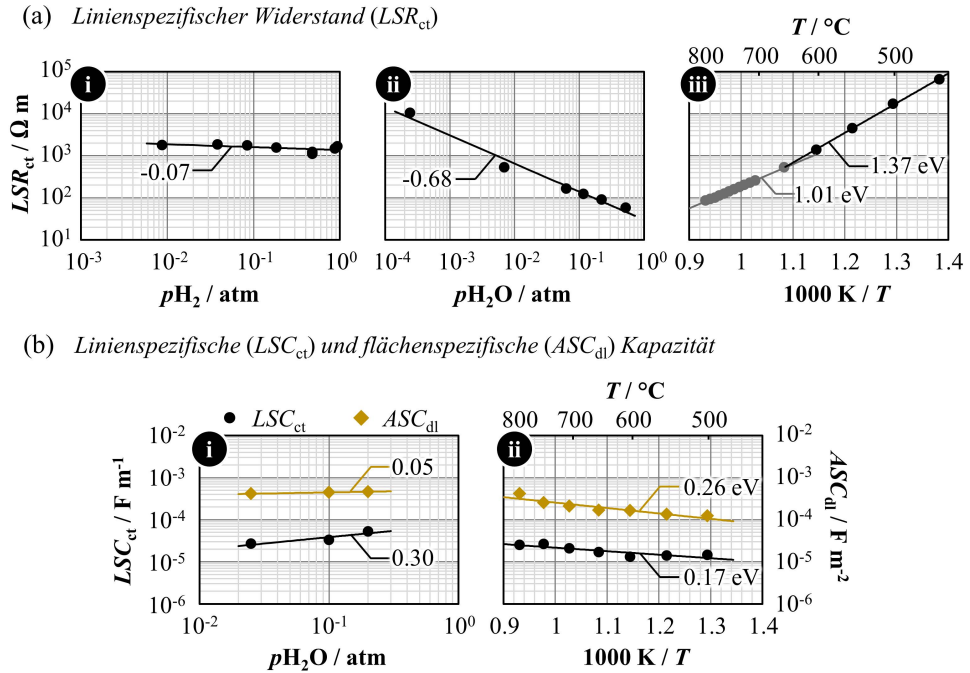 (a) Linienspezifischer Widerstand (LSRct)
T / °C
800 700 600 500
i ii iii
10^5
10^4
10^3
10^2
10^1
LSRct / Ω m
-0.07
-0.68
1.37 eV
1.01 eV
10^-3 10^-2 10^-1 10^0
10^-4 10^-2 10^0
0.9 1 1.1 1.2 1.3 1.4
pH2 / atm
pH2O / atm
1000 K / T
(b) Linienspezifische (LSCct) und flächenspezifische (ASCdl) Kapazität
T / °C
LSCct ASCdl
800 700 600 500
i ii
10^-2
10^-3
10^-4
10^-5
10^-6
LSCct / F m^-1
0.05
0.30
0.26 eV
0.17 eV
10^-2
10^-3
10^-4
10^-5
10^-6
ASCdl / F m^-2
10^-2 10^-1 10^0
0.9 1 1.1 1.2 1.3 1.4
pH2O / atm
1000 K / T